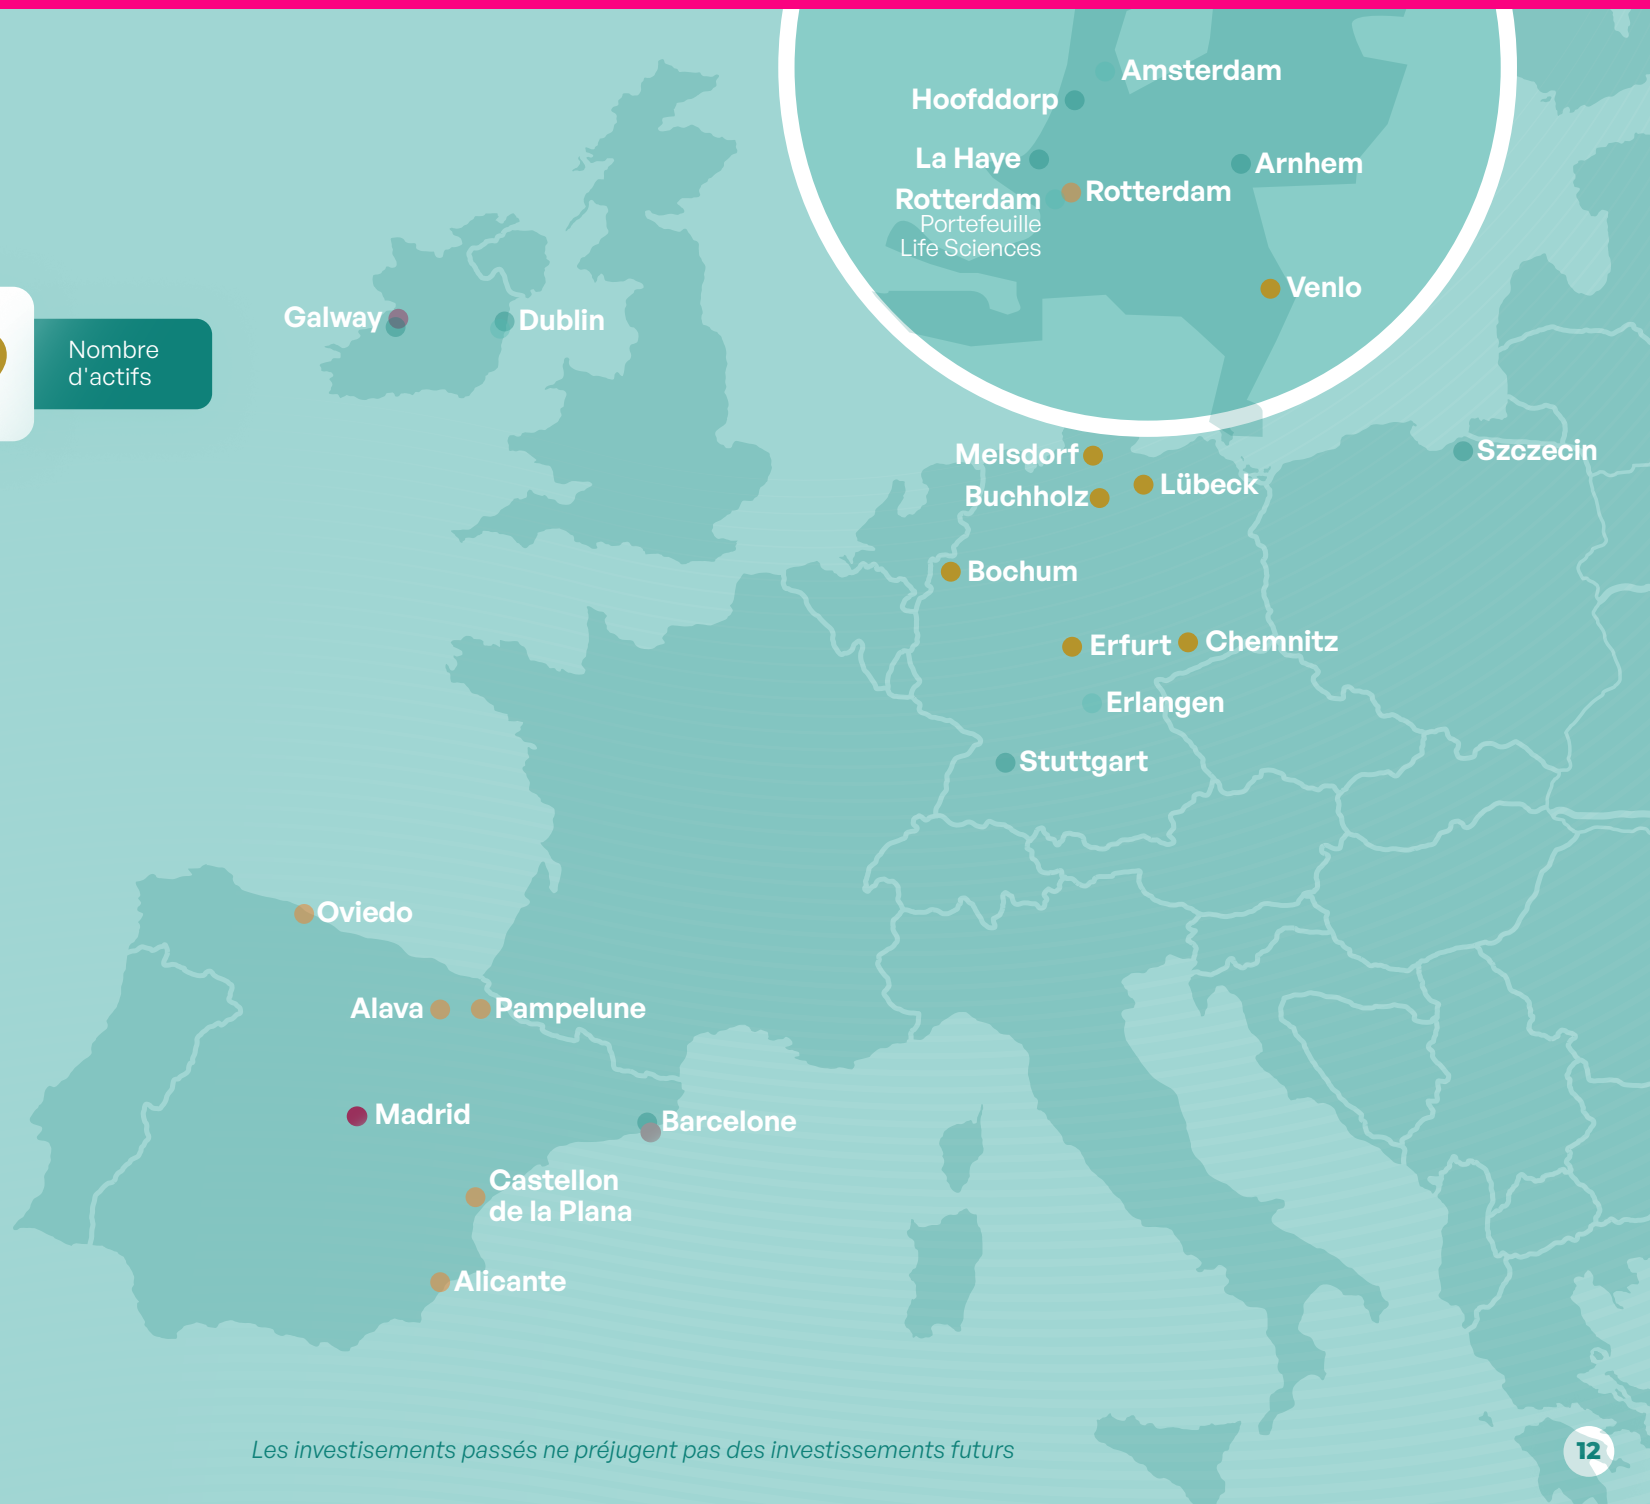 Amsterdam
Hoofddorp
La Haye
Arnhem
Rotterdam
Rotterdam
Portefeuille
Life Sciences
Venlo
Galway
Dublin
Nombre
d'actifs
Melsdorf
Szczecin
Lübeck
Buchholz
Bochum
Erfurt
Chemnitz
Erlangen
Stuttgart
Oviedo
Alava
Pampelune
Madrid
Barcelone
Castellon
de la Plana
Alicante
Les investisements passés ne préjugent pas des investissements futurs
12